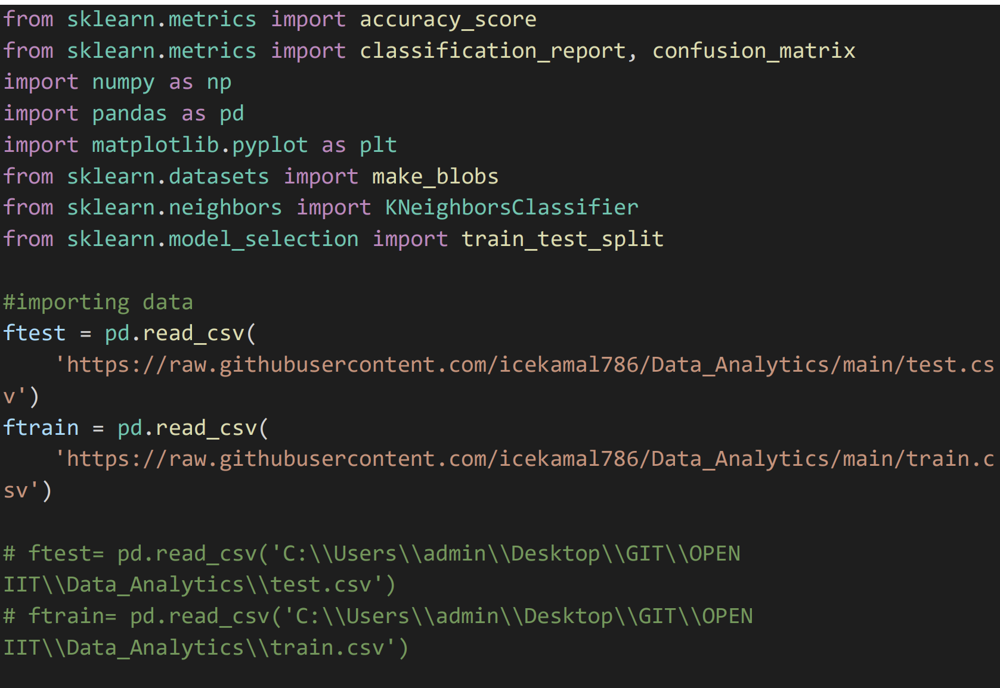 from sklearn.metrics import accuracy_score
from sklearn.metrics import classification_report, confusion_matrix
import numpy as np
import pandas as pd
import matplotlib.pyplot as plt
from sklearn.datasets import make_blobs
from sklearn.neighbors import KNeighborsClassifier
from sklearn.model_selection import train_test_split

#importing data
ftest = pd.read_csv(
    'https://raw.githubusercontent.com/icekamal786/Data_Analytics/main/test.cs
v')
ftrain = pd.read_csv(
    'https://raw.githubusercontent.com/icekamal786/Data_Analytics/main/train.c
sv')

# ftest= pd.read_csv('C:\\Users\\admin\\Desktop\\GIT\\OPEN
IIT\\Data_Analytics\\test.csv')
# ftrain= pd.read_csv('C:\\Users\\admin\\Desktop\\GIT\\OPEN
IIT\\Data_Analytics\\train.csv')